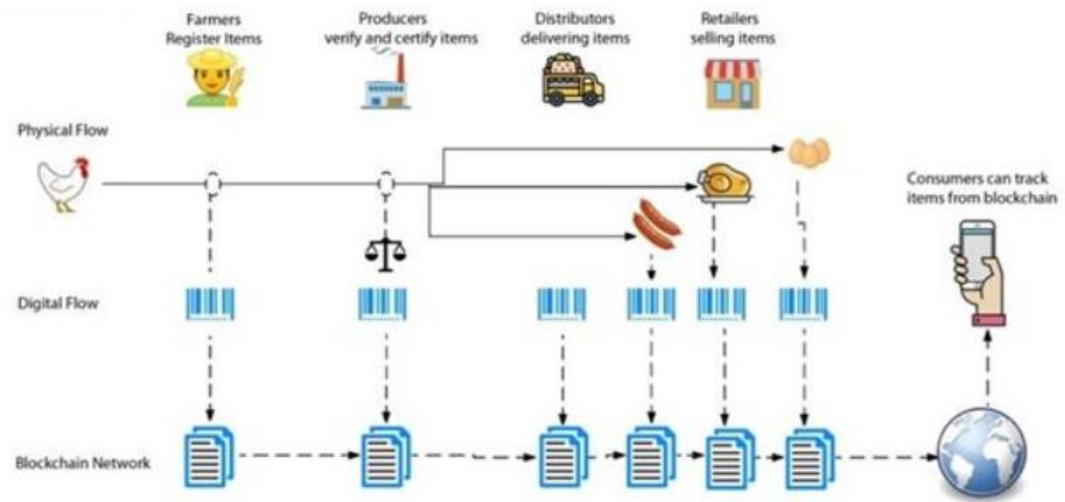 Farmers
Register Items
Producers
verify and certify items
Distributors
delivering items
Retailers
selling items
Physical Flow
Consumers can track
items from blockchain
Digital Flow
Blockchain Network